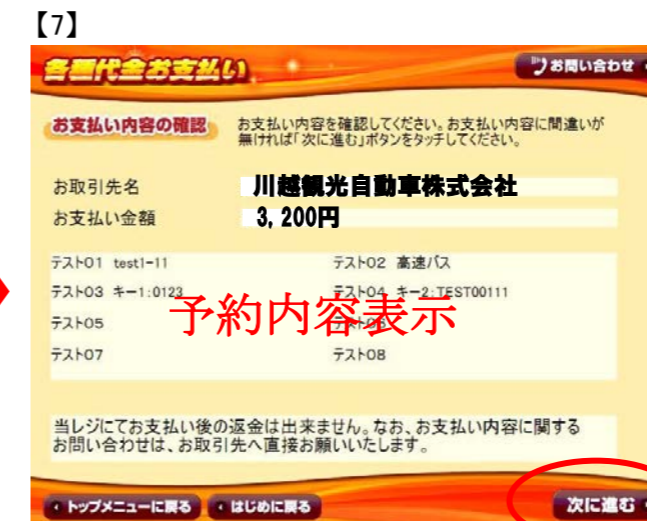 【7】
各種代金お支払い
お問い合わせ
お支払い内容の確認
お支払い内容を確認してください。お支払い内容に間違いが
無ければ「次に進む」ボタンをタッチしてください。
お取引先名 川越観光自動車株式会社
お支払い金額 3,200円
テスト01 test1-11 テスト02 高速バス
テスト03 キー1:0123 テスト04 キー2:TEST00111
予約内容表示
テスト05 テスト06
テスト07 テスト08
当レジにてお支払い後の返金は出来ません。なお、お支払い内容に関する
お問い合わせは、お取引先へ直接お願いいたします。
トップメニューに戻る はじめに戻る 次に進む